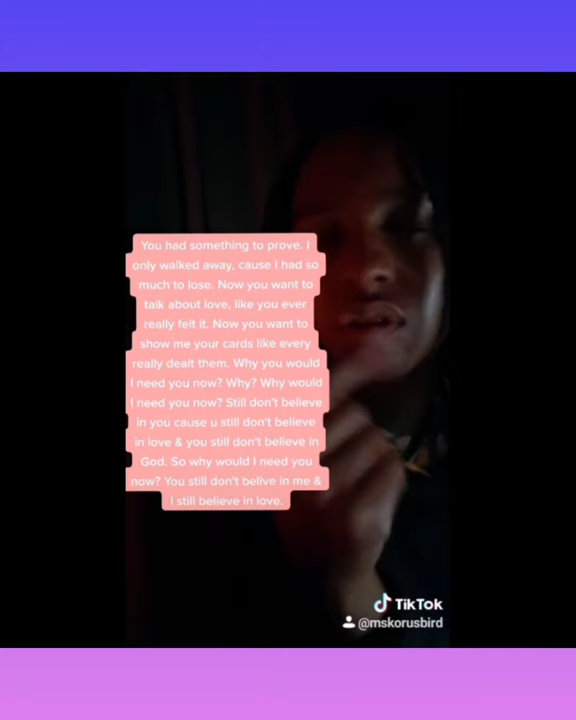 You had something to prove. I
only walked away, cause I had so
much to lose. Now you want to
talk about love, like you ever
really felt it. Now you want to
show me your cards like every
really dealt them. Why you would
I need you now? Why? Why would
I need you now? Still don't believe
in you cause u still don't believe
in love & you still don't believe in
God. So why would I need you
now? You still don't belive in me &
I still believe in love.
TikTok
@mskorusbird